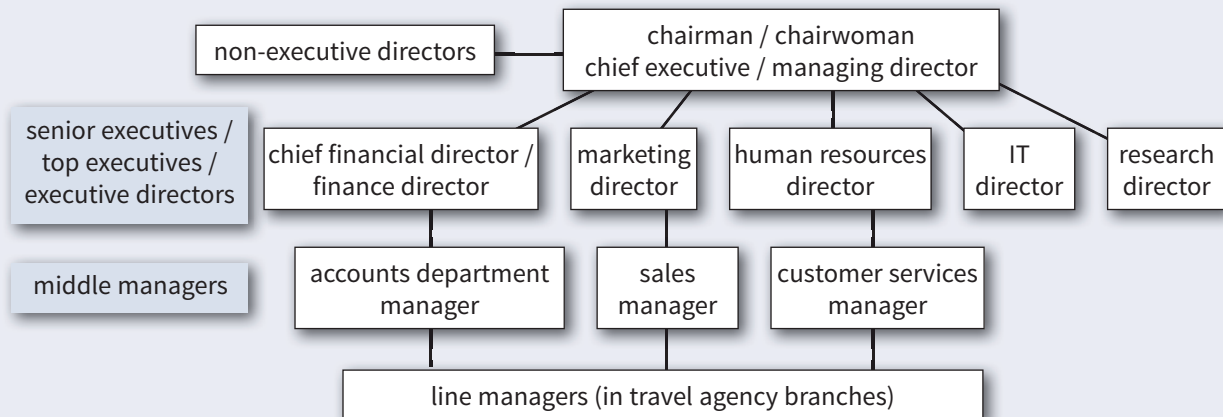 non-executive directors
chairman / chairwoman
chief executive / managing director
senior executives /
top executives /
executive directors
chief financial director /
finance director
marketing
director
human resources
director
IT
director
research
director
middle managers
accounts department
manager
sales
manager
customer services
manager
line managers (in travel agency branches)